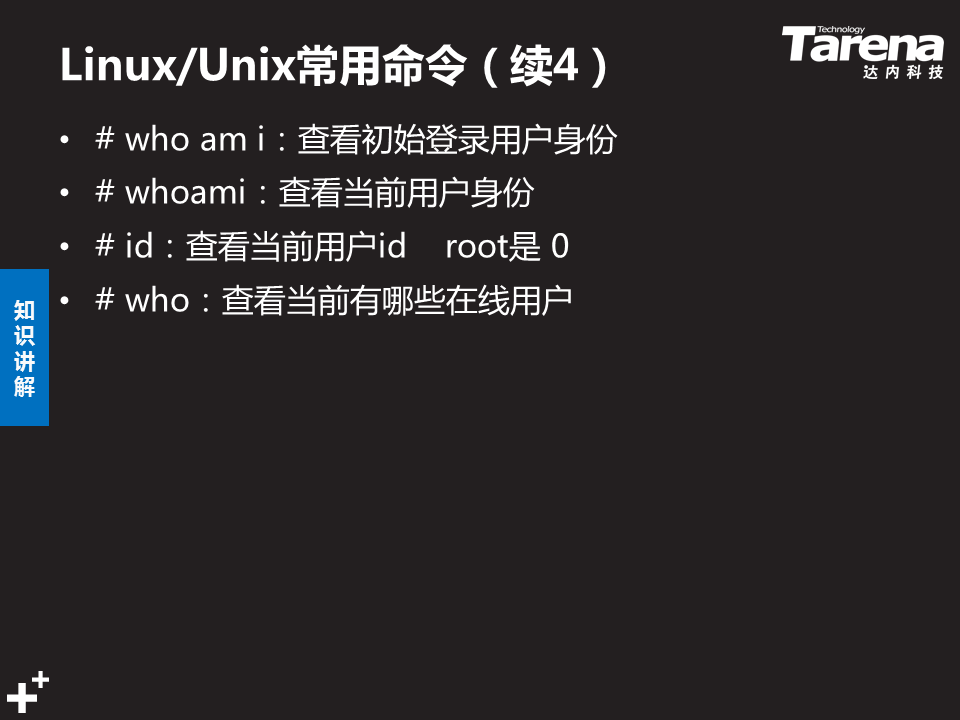 Linux/Unix常用命令（续4）
Technology
Tarena
达内科技
• # who am i：查看初始登录用户身份
• # whoami：查看当前用户身份
• # id：查看当前用户id    root是 0
• # who：查看当前有哪些在线用户
知识讲解